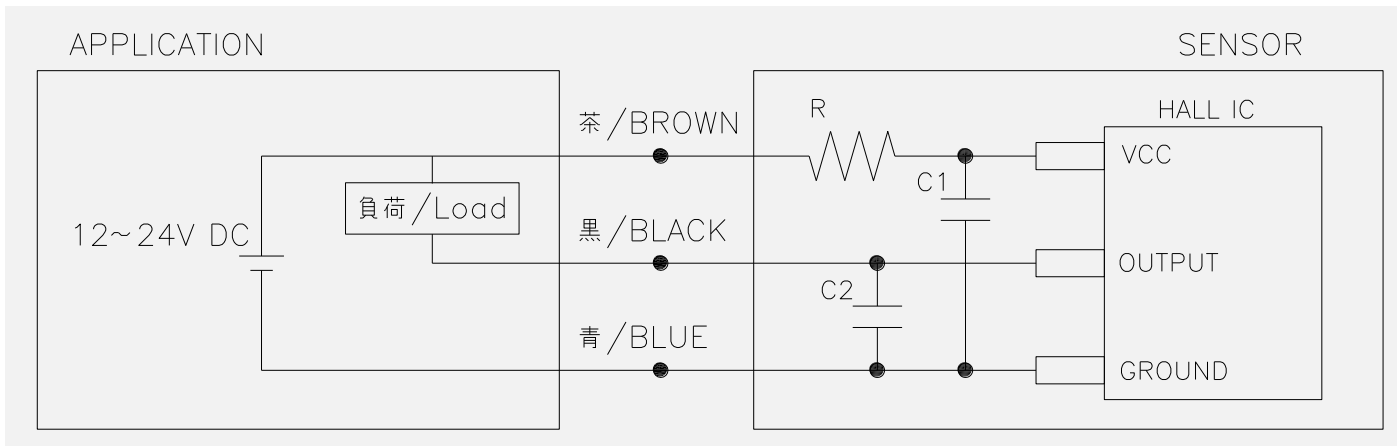 APPLICATION
SENSOR
茶/BROWN
R
HALL IC
VCC
C1
負荷/Load
12~24V DC
黒/BLACK
OUTPUT
C2
青/BLUE
GROUND